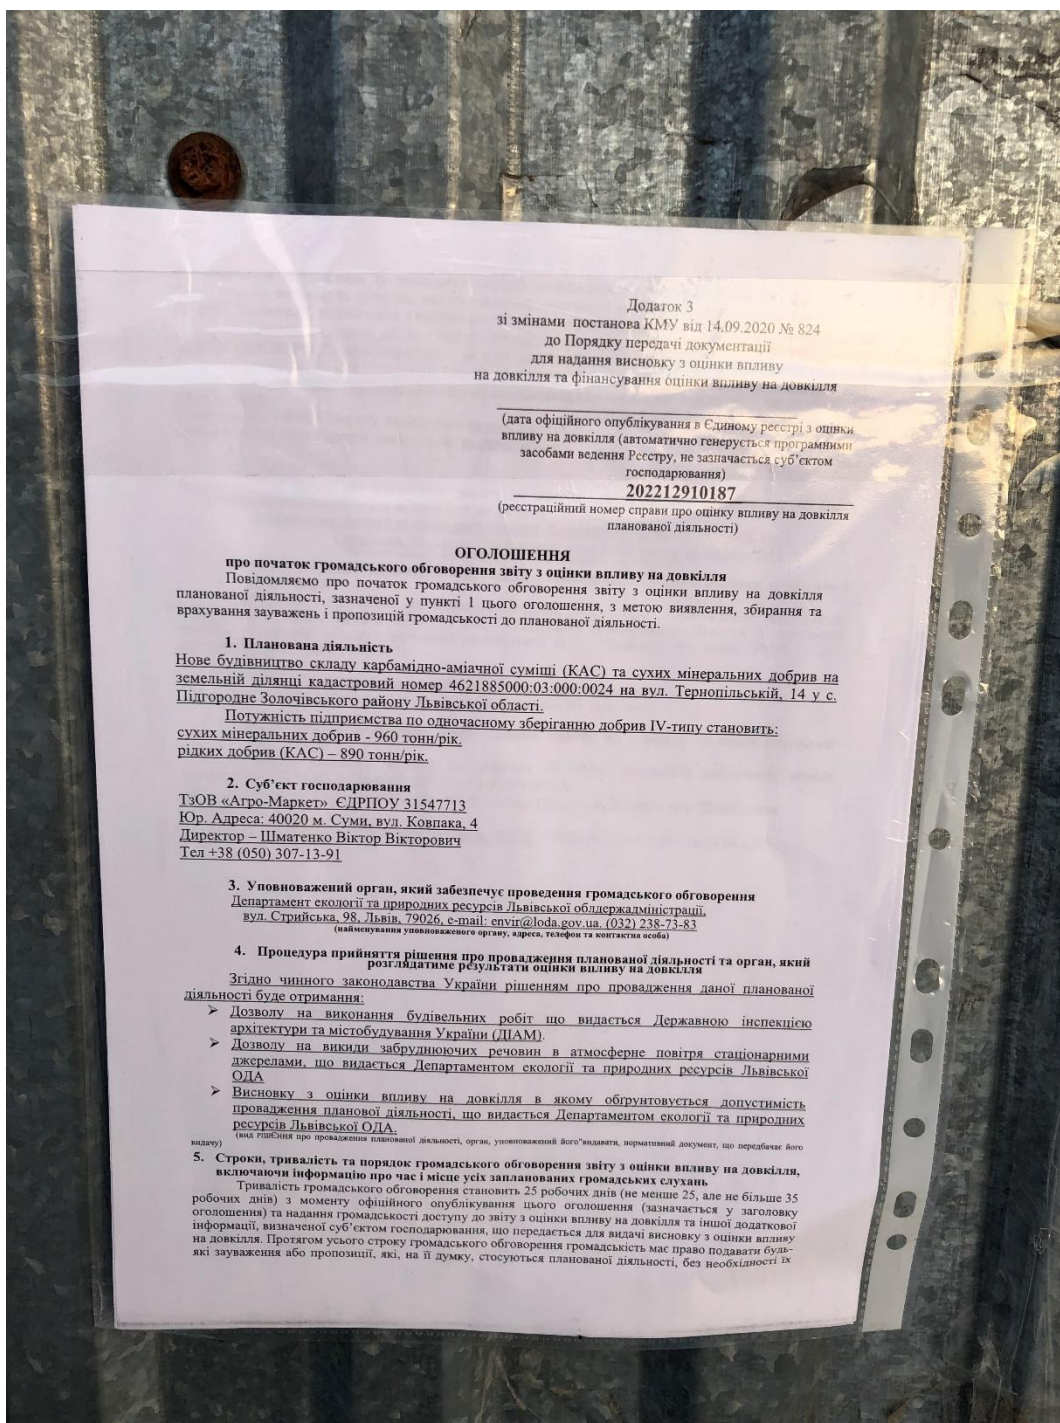 Додаток 3
зі змінами постанова КМУ від 14.09.2020 № 824
до Порядку передачі документації
для надання висновку з оцінки впливу
на довкілля та фінансування оцінки впливу на довкілля
(дата офіційного опублікування в Єдиному реєстрі з оцінки
впливу на довкілля (автоматично генерується програмними
засобами ведення Реєстру, не зазначається суб’єктом
господарювання)
202212910187
(реєстраційний номер справи про оцінку впливу на довкілля
планованої діяльності)
ОГОЛОШЕННЯ
про початок громадського обговорення звіту з оцінки впливу на довкілля
Повідомляємо про початок громадського обговорення звіту з оцінки впливу на довкілля
планованої діяльності, зазначеної у пункті 1 цього оголошення, з метою виявлення, збирання та
врахування зауважень і пропозицій громадськості до планованої діяльності.
1. Планована діяльність
Нове будівництво складу карбамідно-аміачної суміші (КАС) та сухих мінеральних добрив на
земельній ділянці кадастровий номер 4621885000:03:000:0024 на вул. Тернопільській, 14 у с.
Підгородне Золочівського району Львівської області.
Потужність підприємства по одночасному зберіганню добрив IV-типу становить:
сухих мінеральних добрив - 960 тонн/рік.
рідких добрив (КАС) – 890 тонн/рік.
2. Суб’єкт господарювання
ТзОВ «Агро-Маркет» ЄДРПОУ 31547713
Юр. Адреса: 40020 м. Суми, вул. Ковпака, 4
Директор – Шматенко Віктор Вікторович
Тел +38 (050) 307-13-91
3. Уповноважений орган, який забезпечує проведення громадського обговорення
Департамент екології та природних ресурсів Львівської облдержадміністрації,
вул. Стрийська, 98, Львів, 79026, e-mail: envir@loda.gov.ua. (032) 238-73-83
(найменування уповноваженого органу, адреса, телефон та контактна особа)
4. Процедура прийняття рішення про провадження планованої діяльності та орган, який
розглядатиме результати оцінки впливу на довкілля
Згідно чинного законодавства України рішенням про провадження даної планованої
діяльності буде отримання:
➢ Дозволу на виконання будівельних робіт що видається Державною інспекцією
архітектури та містобудування України (ДІАМ).
➢ Дозволу на викиди забруднюючих речовин в атмосферне повітря стаціонарними
джерелами, що видається Департаментом екології та природних ресурсів Львівської
ОДА
➢ Висновку з оцінки впливу на довкілля в якому обґрунтовується допустимість
провадження планової діяльності, що видається Департаментом екології та природних
ресурсів Львівської ОДА.
(вид рішЄння про провадження планованої діяльності, орган, уповноважений його"видавати, нормативний документ, що передбачає його
видачу)
5. Строки, тривалість та порядок громадського обговорення звіту з оцінки впливу на довкілля,
включаючи інформацію про час і місце усіх запланованих громадських слухань
Тривалість громадського обговорення становить 25 робочих днів (не менше 25, але не більше 35
робочих днів) з моменту офіційного опублікування цього оголошення (зазначається у заголовку
оголошення) та надання громадськості доступу до звіту з оцінки впливу на довкілля та іншої додаткової
інформації, визначеної суб’єктом господарювання, що передається для видачі висновку з оцінки впливу
на довкілля. Протягом усього строку громадського обговорення громадськість має право подавати будь-
які зауваження або пропозиції, які, на її думку, стосуються планованої діяльності, без необхідності їх